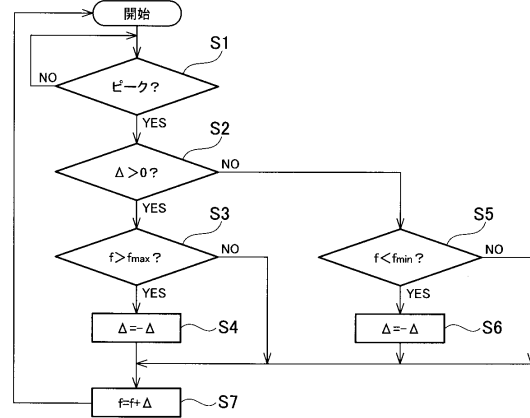 開始
S1
ピーク？
NO
YES
S2
Δ＞0？
NO
YES
S3
f＞fmax？
NO
YES
S5
f＜fmin？
NO
YES
Δ=−Δ
S4
Δ=−Δ
S6
f=f+Δ
S7